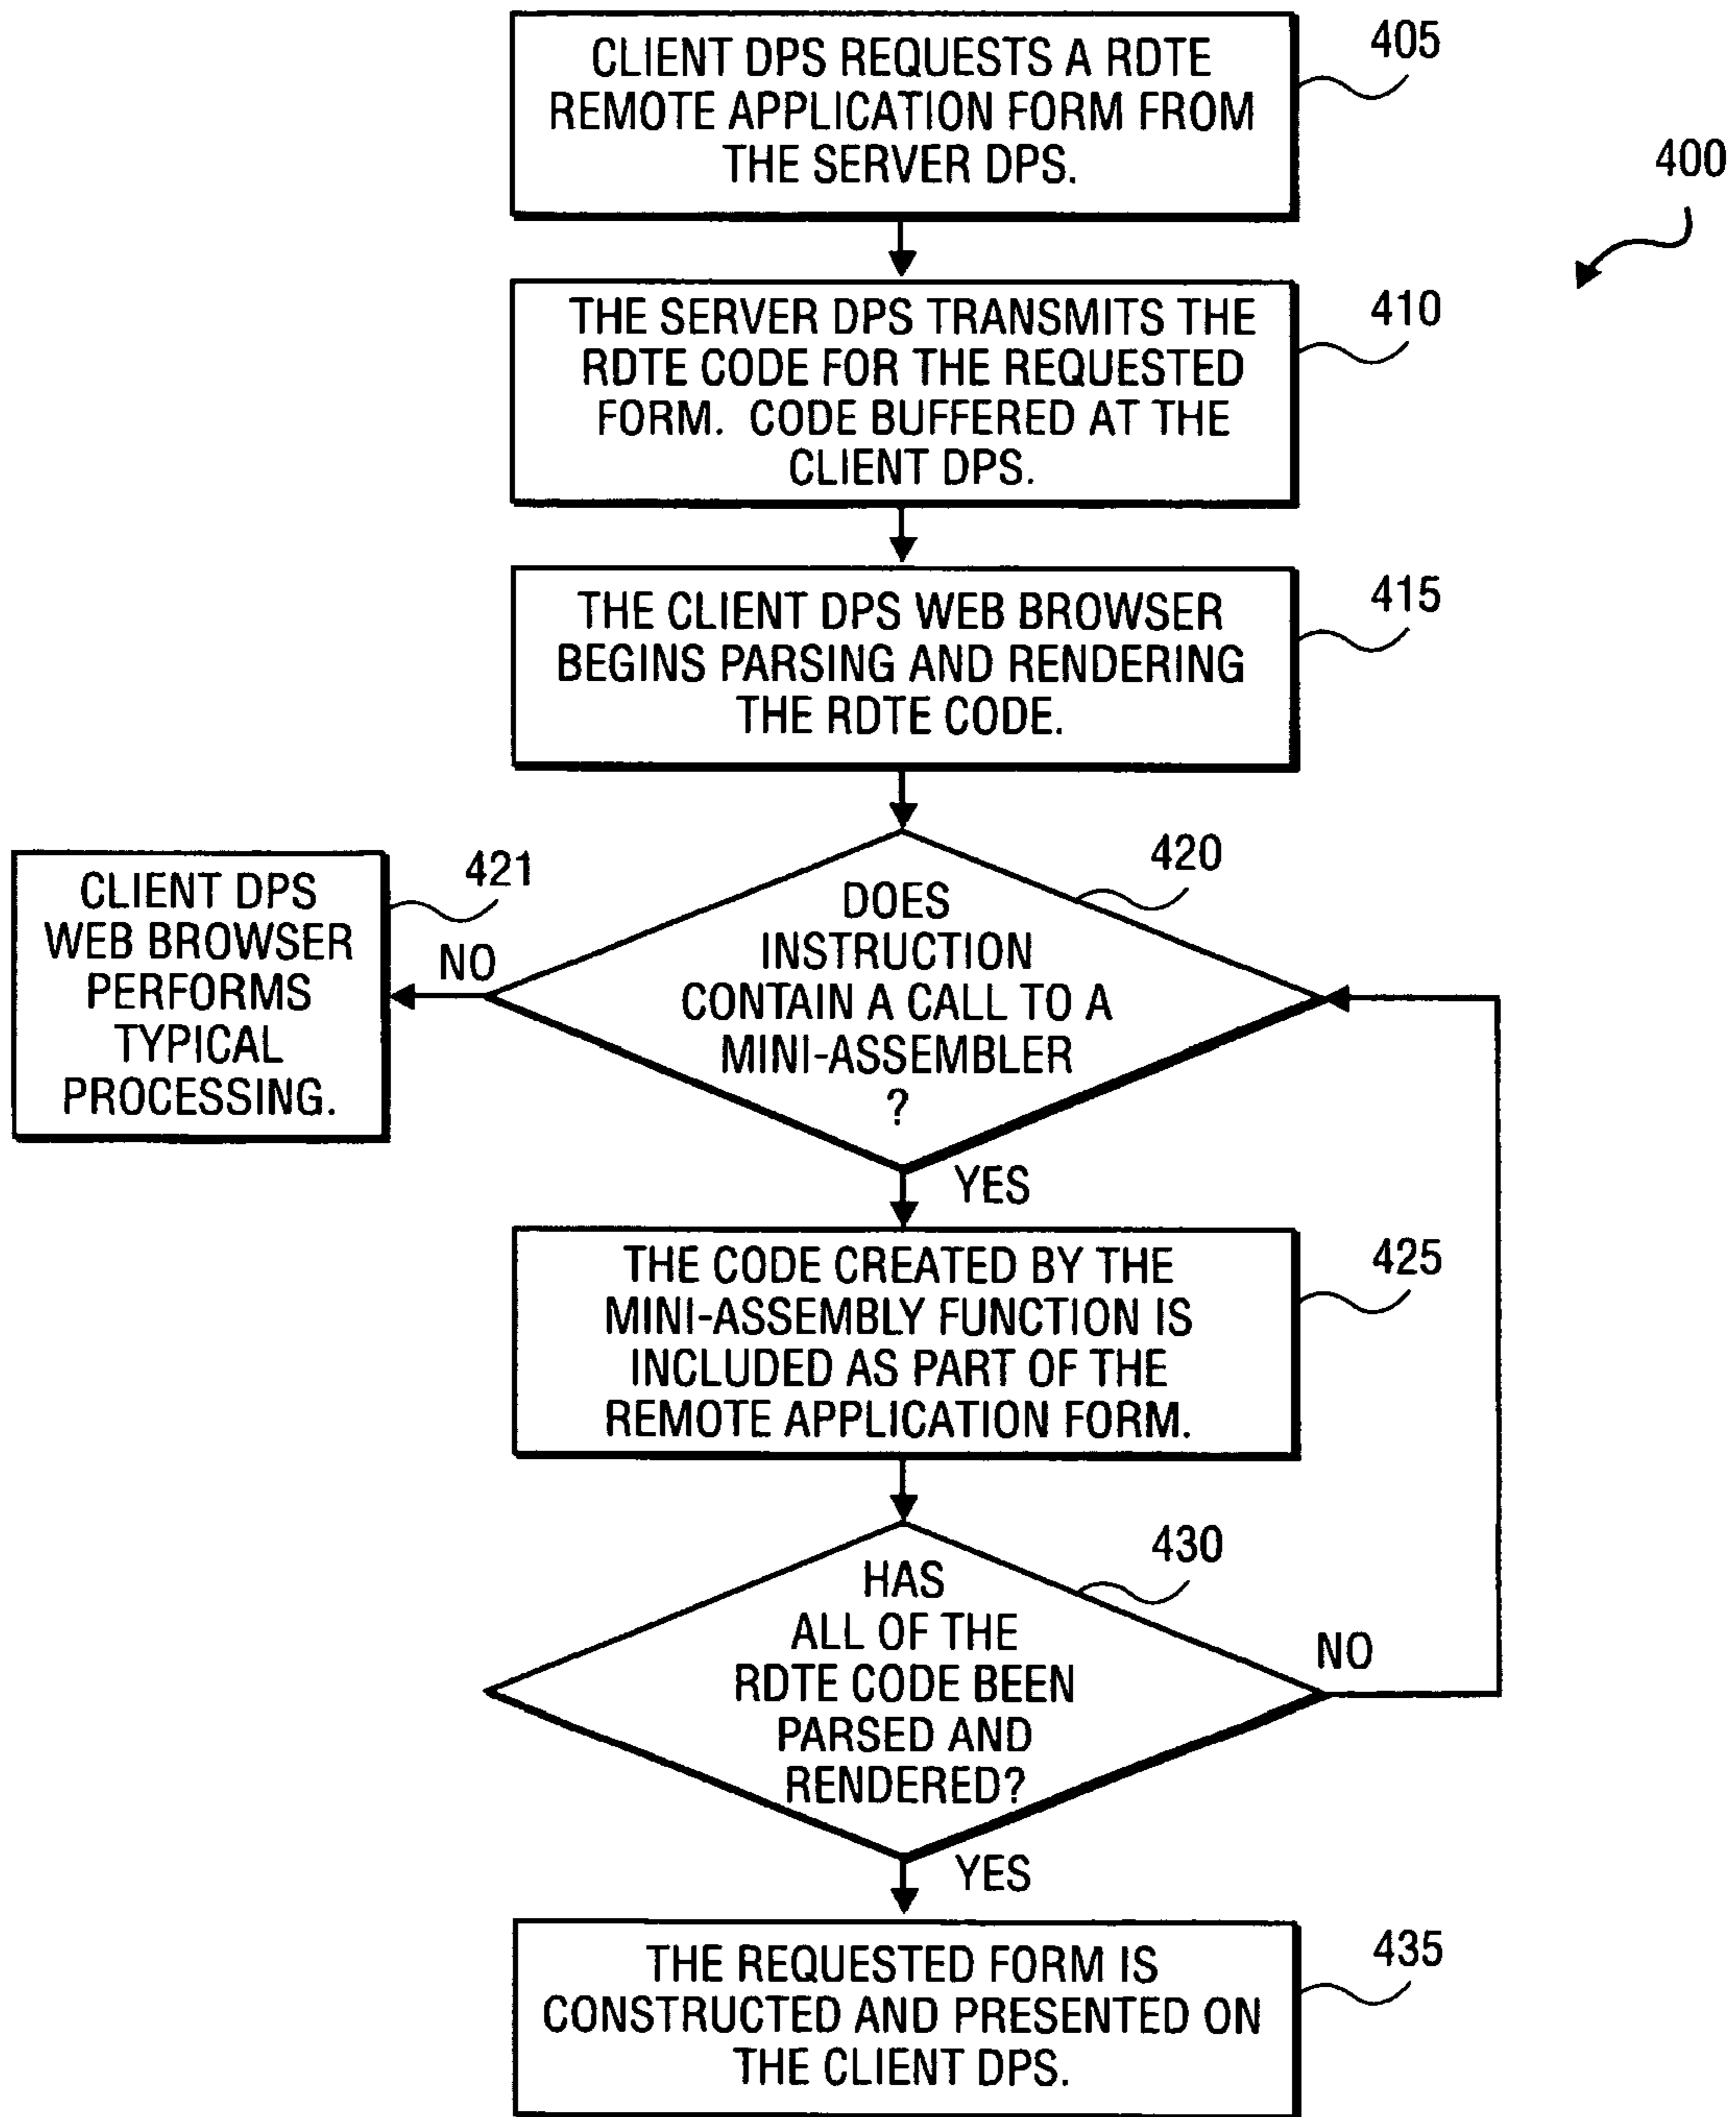 CLIENT DPS REQUESTS A RDTE
REMOTE APPLICATION FORM FROM
THE SERVER DPS.
405
400
THE SERVER DPS TRANSMITS THE
RDTE CODE FOR THE REQUESTED
FORM. CODE BUFFERED AT THE
CLIENT DPS.
410
THE CLIENT DPS WEB BROWSER
BEGINS PARSING AND RENDERING
THE RDTE CODE.
415
DOES
INSTRUCTION
CONTAIN A CALL TO A
MINI-ASSEMBLER
?
420
NO
CLIENT DPS
WEB BROWSER
PERFORMS
TYPICAL
PROCESSING.
421
YES
THE CODE CREATED BY THE
MINI-ASSEMBLY FUNCTION IS
INCLUDED AS PART OF THE
REMOTE APPLICATION FORM.
425
HAS
ALL OF THE
RDTE CODE BEEN
PARSED AND
RENDERED?
430
NO
YES
THE REQUESTED FORM IS
CONSTRUCTED AND PRESENTED ON
THE CLIENT DPS.
435